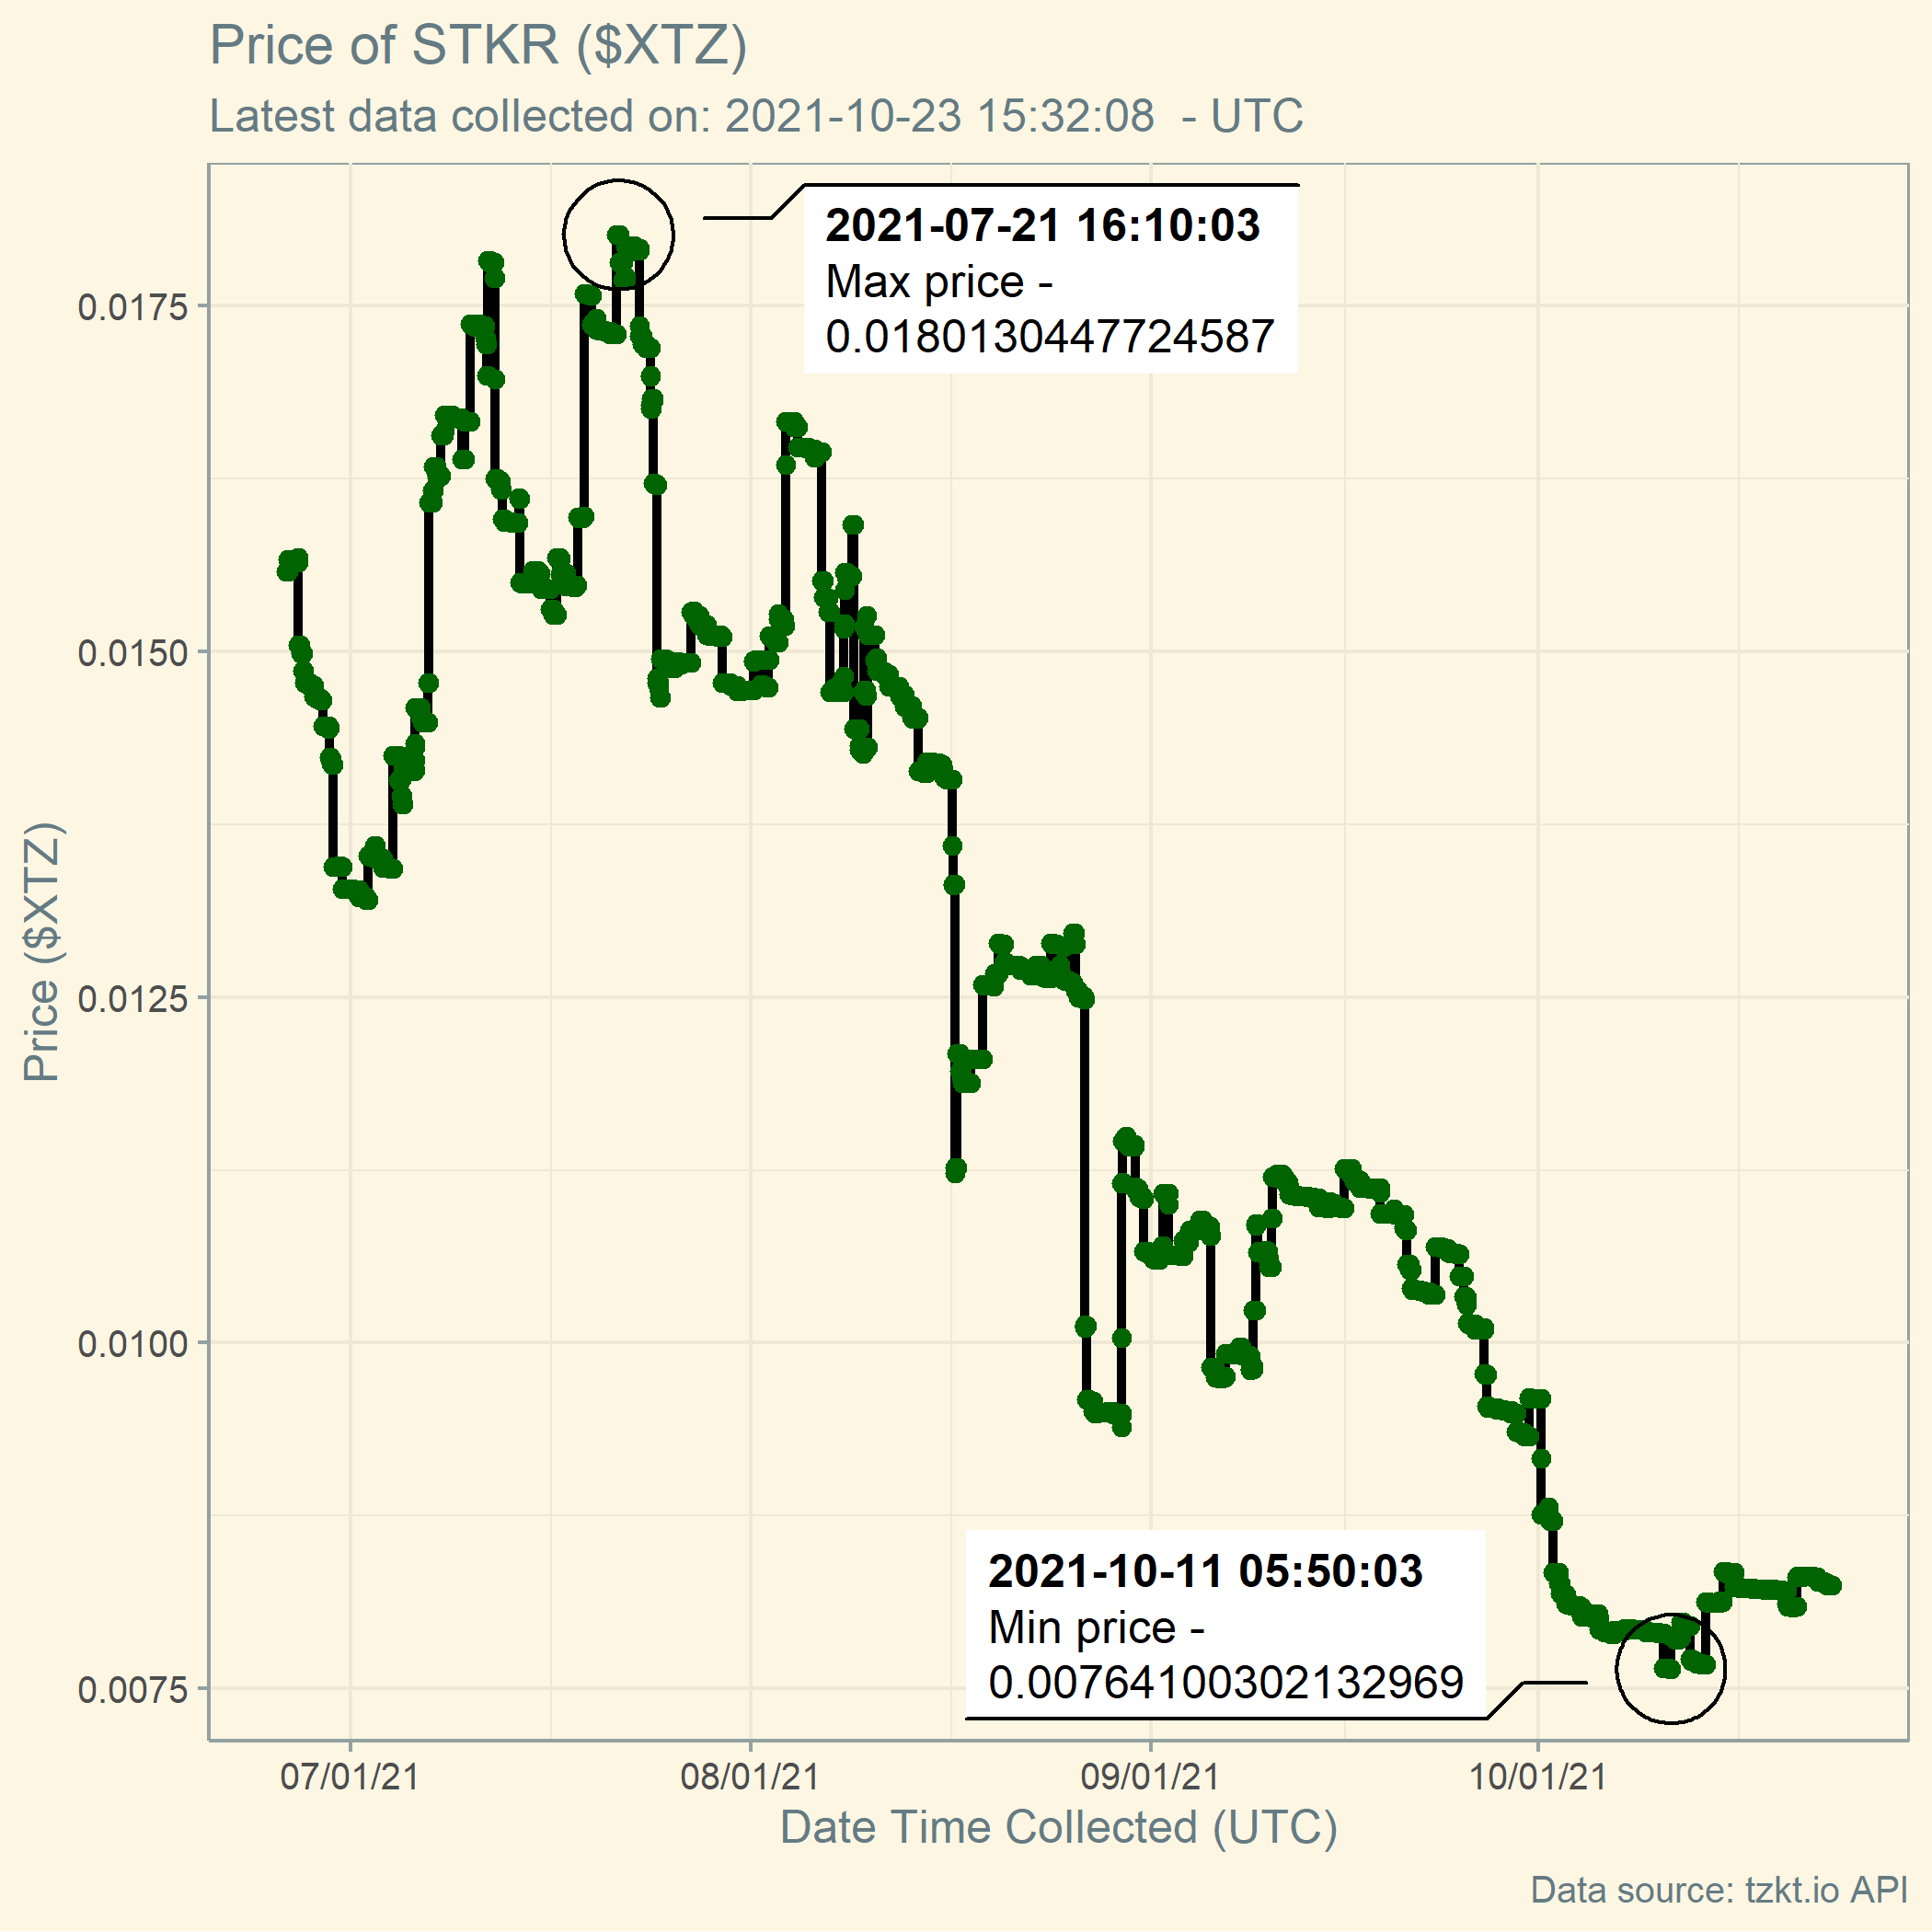 Price of STKR ($XTZ)
Latest data collected on: 2021-10-23 15:32:08  - UTC
2021-07-21 16:10:03
Max price -
0.0180130447724587
0.0175
0.0150
0.0125
0.0100
0.0075
Price ($XTZ)
2021-10-11 05:50:03
Min price -
0.00764100302132969
07/01/21
08/01/21
09/01/21
10/01/21
Date Time Collected (UTC)
Data source: tzkt.io API